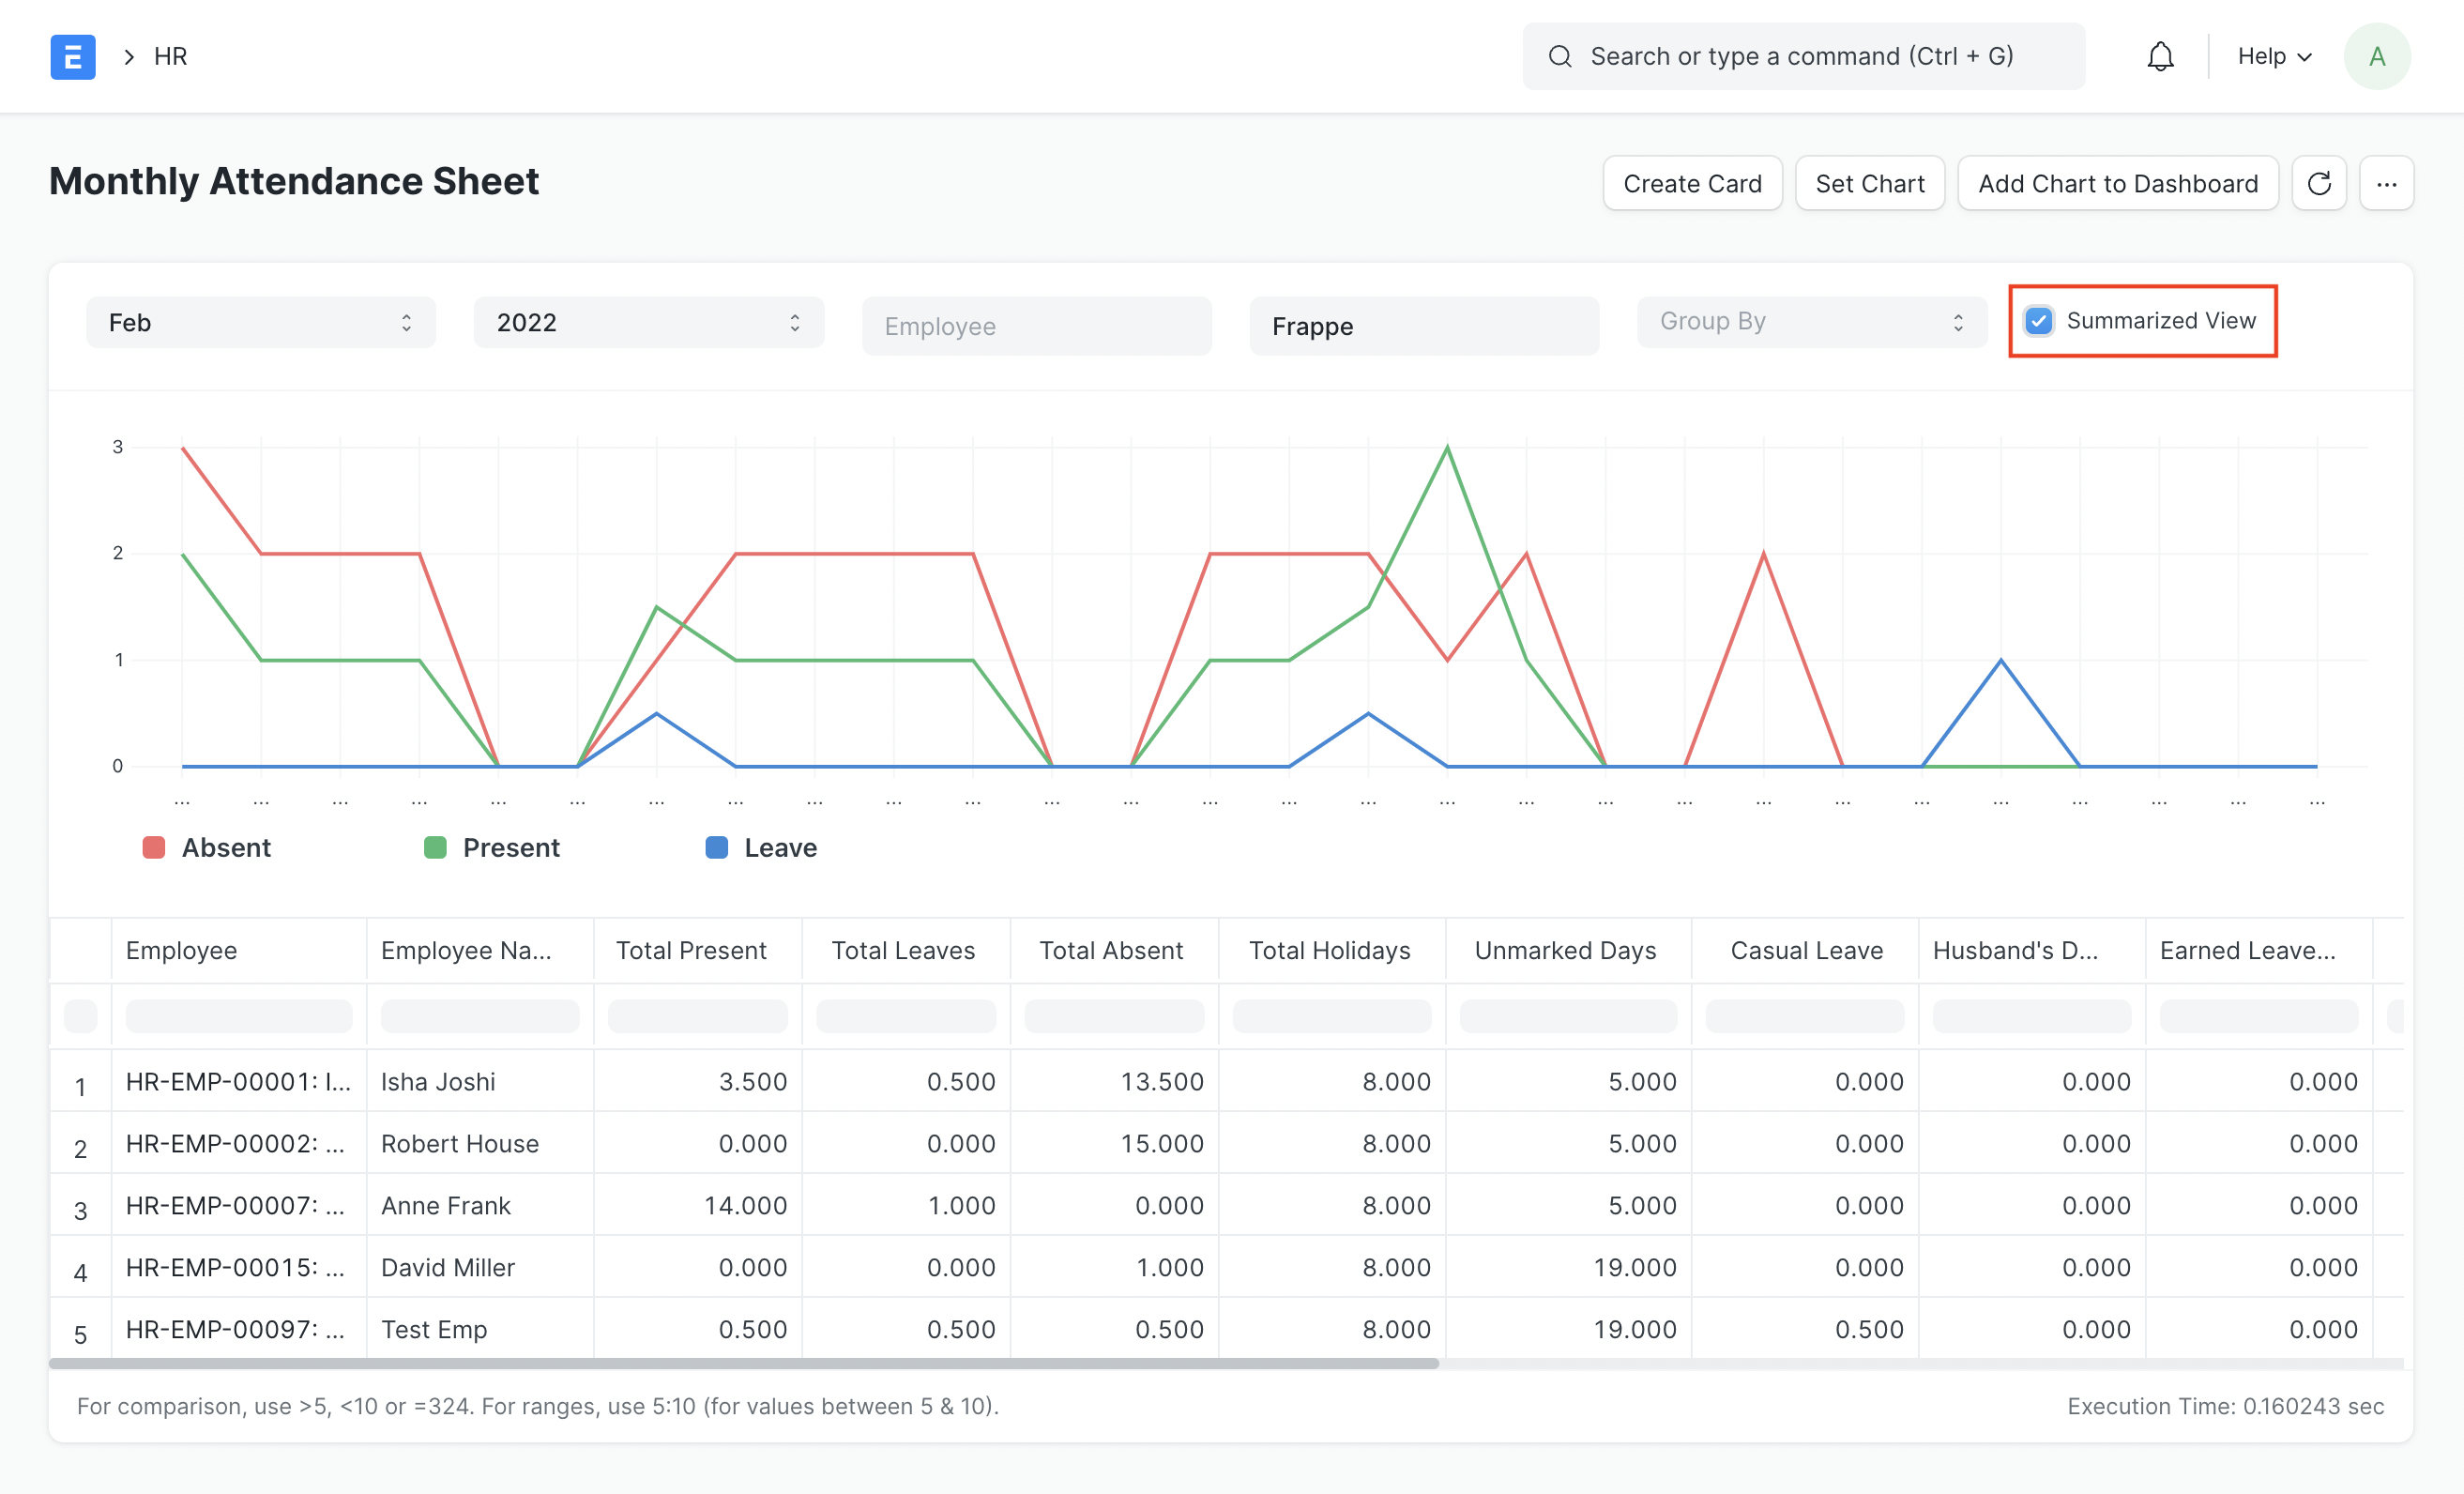 E HR Search or type a command (Ctrl + G) Help A
Monthly Attendance Sheet Create Card Set Chart Add Chart to Dashboard ...
Feb 2022 Employee Frappe Group By Summarized View
3
2
1
0
... ... ... ... ... ... ... ... ... ... ... ... ... ... ... ... ... ... ... ... ... ... ... ... ... ... ... ...
Absent Present Leave
Employee Employee Na... Total Present Total Leaves Total Absent Total Holidays Unmarked Days Casual Leave Husband's D... Earned Leave...
1 HR-EMP-00001: I... Isha Joshi 3.500 0.500 13.500 8.000 5.000 0.000 0.000 0.000
2 HR-EMP-00002: ... Robert House 0.000 0.000 15.000 8.000 5.000 0.000 0.000 0.000
3 HR-EMP-00007: ... Anne Frank 14.000 1.000 0.000 8.000 5.000 0.000 0.000 0.000
4 HR-EMP-00015: ... David Miller 0.000 0.000 1.000 8.000 19.000 0.000 0.000 0.000
5 HR-EMP-00097: ... Test Emp 0.500 0.500 0.500 8.000 19.000 0.500 0.000 0.000
For comparison, use >5, <10 or =324. For ranges, use 5:10 (for values between 5 & 10). Execution Time: 0.160243 sec